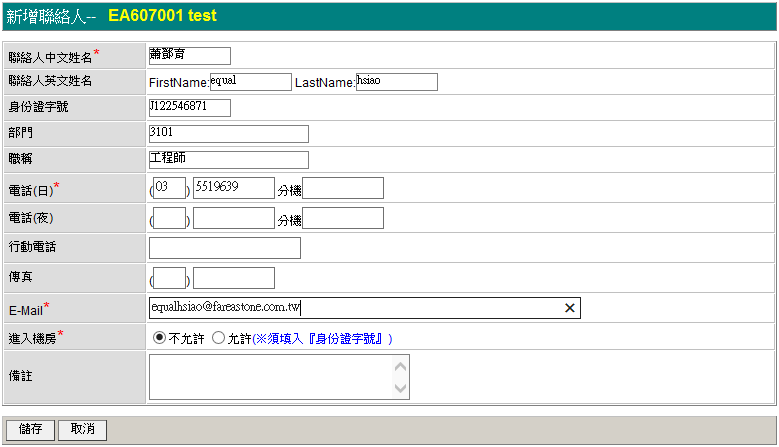 新增聯絡人-- EA607001 test
聯絡人中文姓名* 蕭鄧育
聯絡人英文姓名 FirstName:equal LastName:hsiao
身份證字號 J122546871
部門 3101
職稱 工程師
電話(日)* (03) 5519639 分機
電話(夜) ( ) 分機
行動電話
傳真 ( )
E-Mail* equalhsiao@fareastone.com.tw ✕
進入機房* 不允許 允許(※須填入『身份證字號』)
備註
儲存 取消